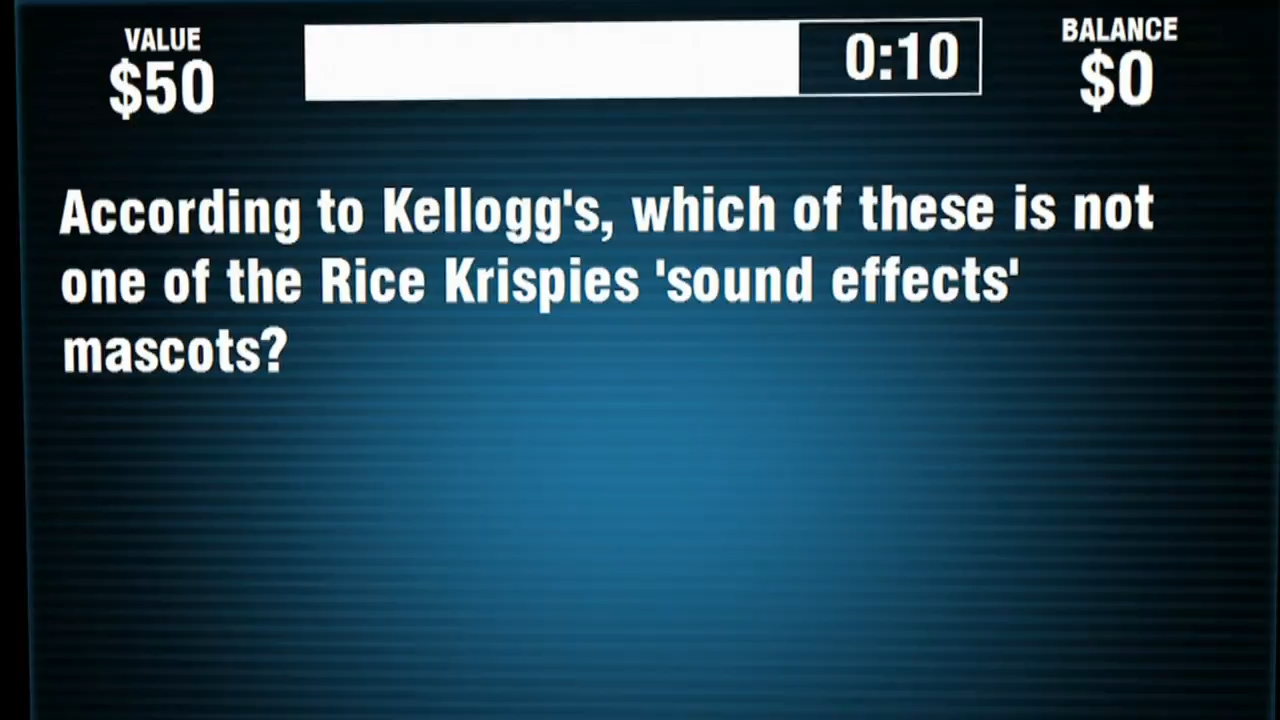 VALUE
$50
0:10
BALANCE
$0
According to Kellogg's, which of these is not
one of the Rice Krispies 'sound effects'
mascots?